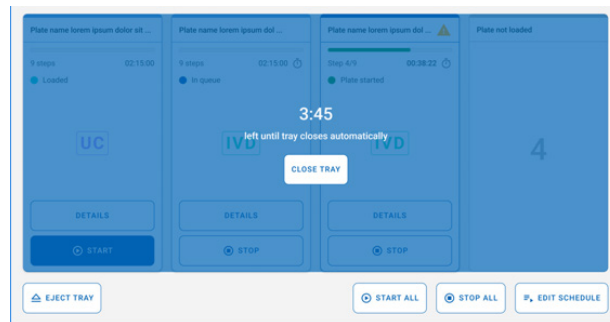 Plate name lorem ipsum dolor sit ...
Plate name lorem ipsum dol ...
Plate name lorem ipsum dol ...
Plate not loaded
9 steps 03:15:00
9 steps 02:15:00
Step 4/9 00:38:22
Loaded
In queue
Plate started
3:45
left until tray closes automatically
UC
IVD
IVD
4
CLOSE TRAY
DETAILS
DETAILS
DETAILS
START
STOP
STOP
EJECT TRAY
START ALL
STOP ALL
EDIT SCHEDULE